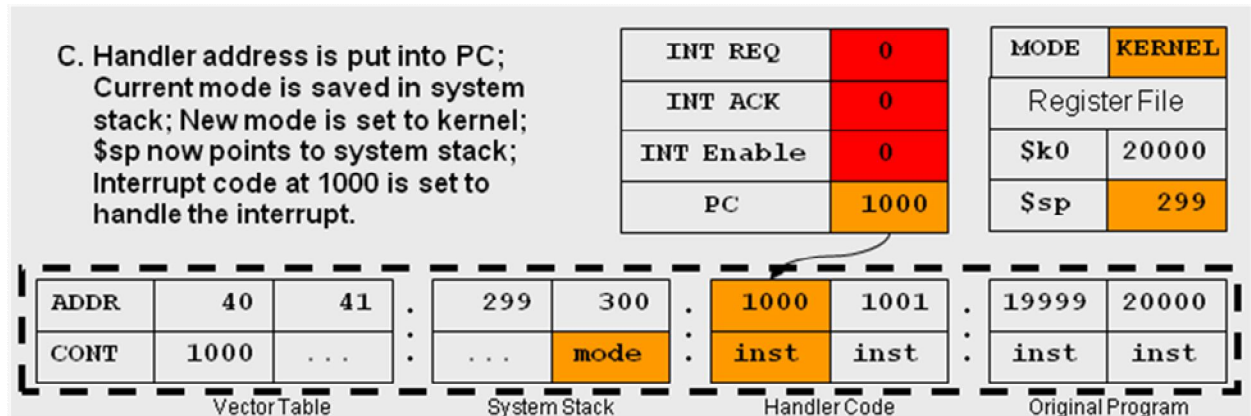 C. Handler address is put into PC;
Current mode is saved in system
stack; New mode is set to kernel;
$sp now points to system stack;
Interrupt code at 1000 is set to
handle the interrupt.
INT REQ 0
INT ACK 0
INT Enable 0
PC 1000
MODE KERNEL
Register File
$k0 20000
$sp 299
ADDR 40 41 . 299 300 . 1000 1001 . 19999 20000
CONT 1000 ... : ... mode : inst inst : inst inst
Vector Table System Stack Handler Code Original Program